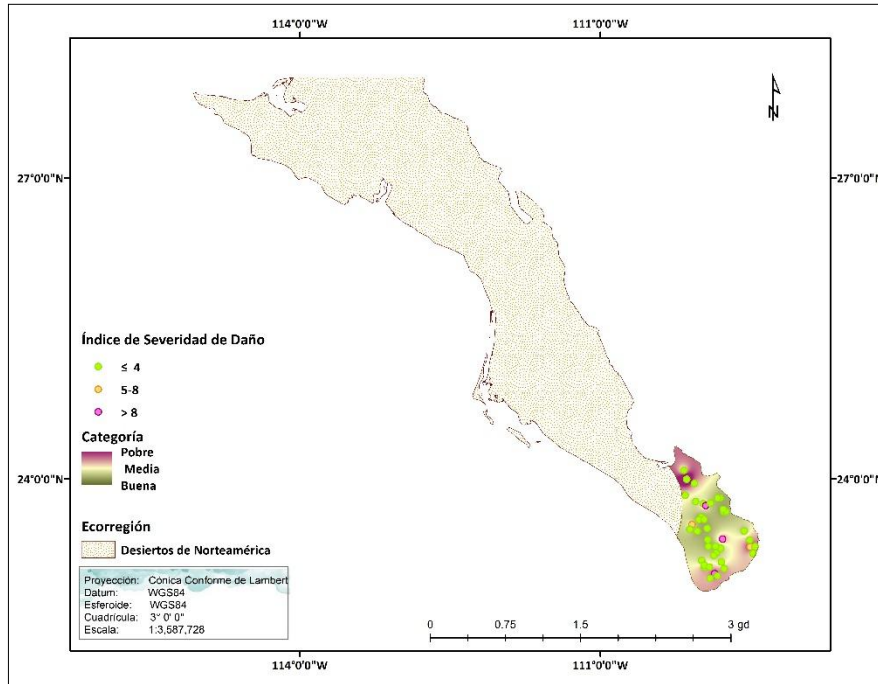 114°0'0"W 111°0'0"W
N
27°0'0"N 27°0'0"N
Índice de Severidad de Daño
≤ 4
5-8
> 8
Categoría
Pobre
Media
Buena
24°0'0"N 24°0'0"N
Ecorregión
Desiertos de Norteamérica
Proyección: Cónica Conforme de Lambert
Datum: WGS84
Esferoide: WGS84
Cuadrícula: 3° 0' 0"
Escala: 1:3,587,728
0 0.75 1.5 3 gd
114°0'0"W 111°0'0"W